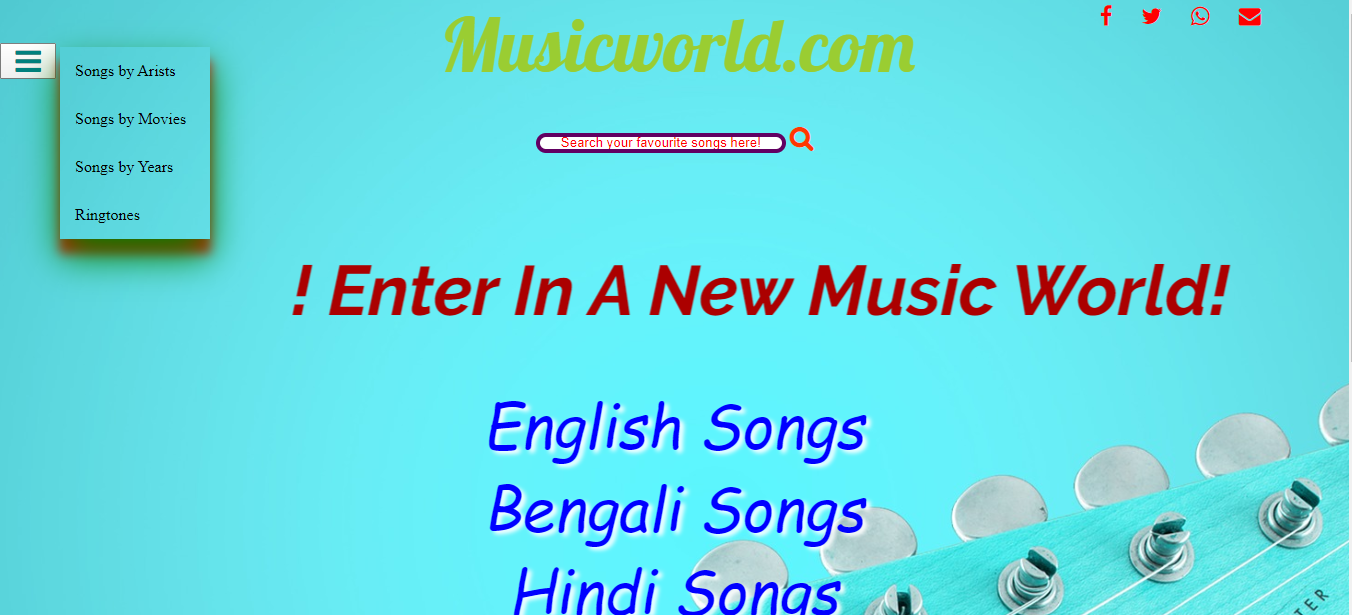 Musicworld.com
Songs by Arists
Songs by Movies
Songs by Years
Ringtones
Search your favourite songs here!
! Enter In A New Music World!
English Songs
Bengali Songs
Hindi Songs